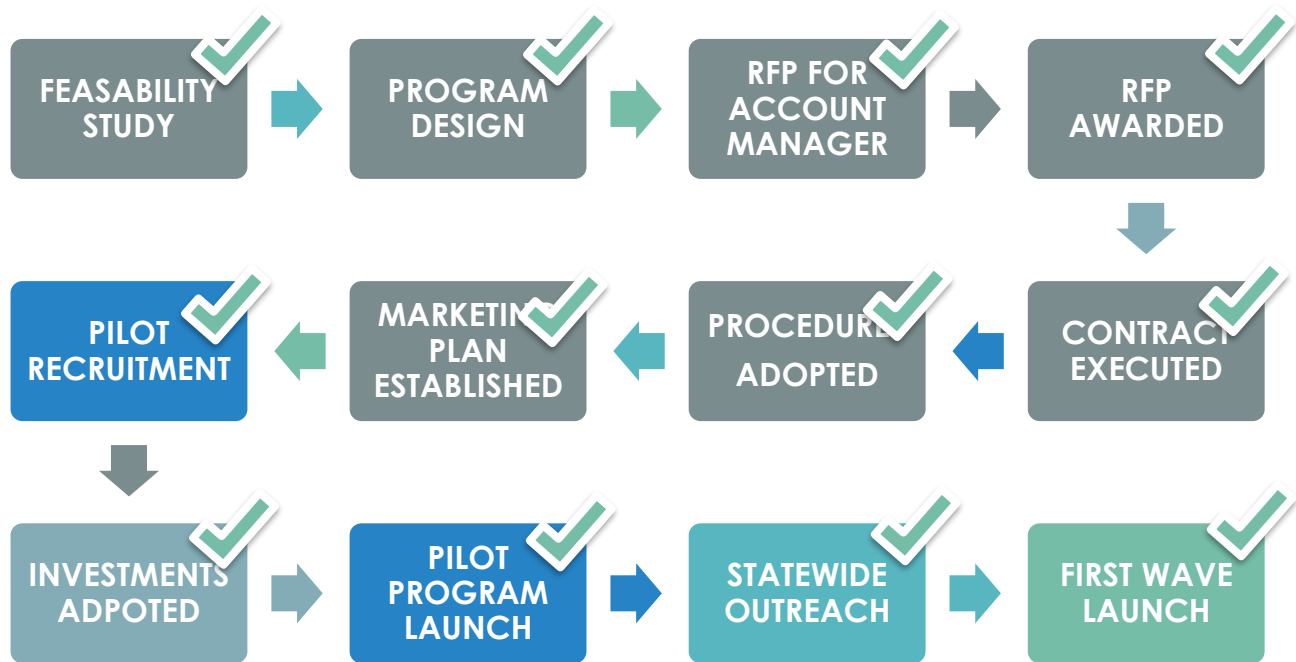 FEASABILITY
STUDY
PROGRAM
DESIGN
RFP FOR
ACCOUNT
MANAGER
RFP
AWARDED
CONTRACT
EXECUTED
PROCEDURE
ADOPTED
MARKETING
PLAN
ESTABLISHED
PILOT
RECRUITMENT
INVESTMENTS
ADPOTED
PILOT
PROGRAM
LAUNCH
STATEWIDE
OUTREACH
FIRST WAVE
LAUNCH